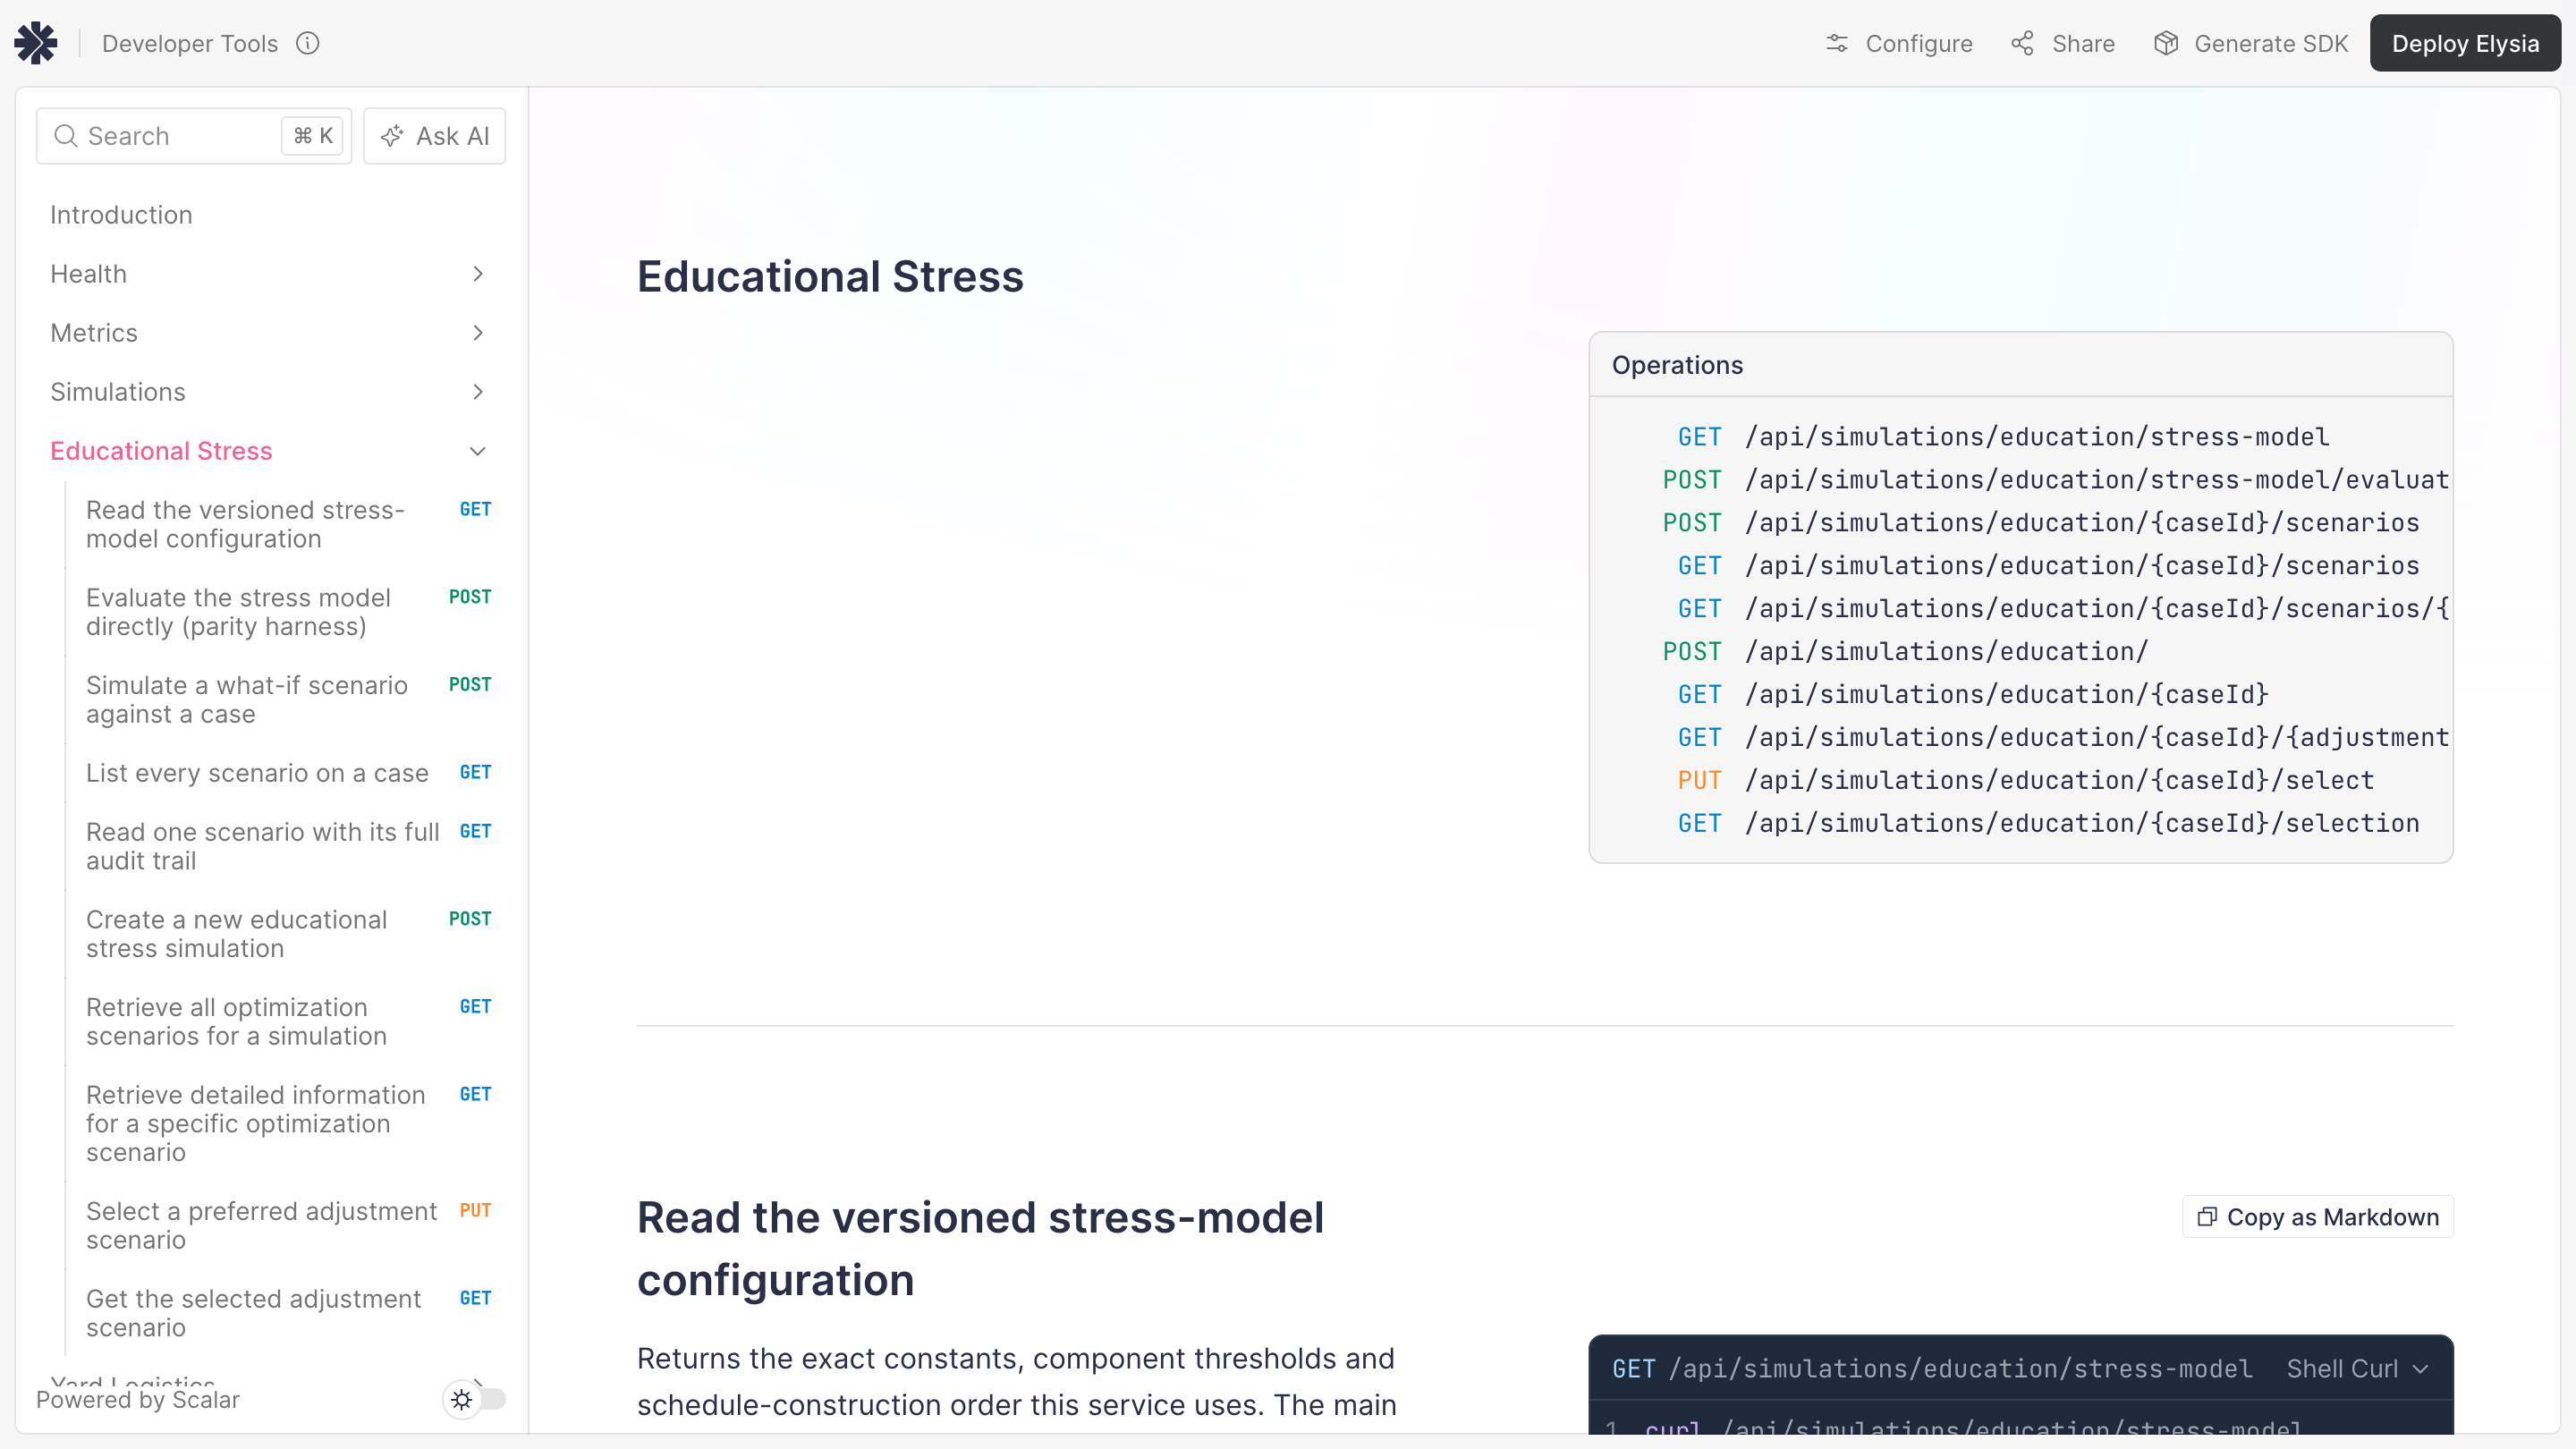 Developer Tools
Configure
Share
Generate SDK
Deploy Elysia
Search
⌘ K
Ask AI
Introduction
Health
Metrics
Simulations
Educational Stress
Read the versioned stress-
model configuration
GET
Evaluate the stress model
directly (parity harness)
POST
Simulate a what-if scenario
against a case
POST
List every scenario on a case
GET
Read one scenario with its full
audit trail
GET
Create a new educational
stress simulation
POST
Retrieve all optimization
scenarios for a simulation
GET
Retrieve detailed information
for a specific optimization
scenario
GET
Select a preferred adjustment
scenario
PUT
Get the selected adjustment
scenario
GET
Yard Logistics
Powered by Scalar
Educational Stress
Operations
GET /api/simulations/education/stress-model
POST /api/simulations/education/stress-model/evaluat
POST /api/simulations/education/{caseId}/scenarios
GET /api/simulations/education/{caseId}/scenarios
GET /api/simulations/education/{caseId}/scenarios/{
POST /api/simulations/education/
GET /api/simulations/education/{caseId}
GET /api/simulations/education/{caseId}/{adjustment
PUT /api/simulations/education/{caseId}/select
GET /api/simulations/education/{caseId}/selection
Read the versioned stress-model
configuration
Copy as Markdown
Returns the exact constants, component thresholds and
schedule-construction order this service uses. The main
GET /api/simulations/education/stress-model
Shell Curl
1 curl /api/simulations/education/stress-model